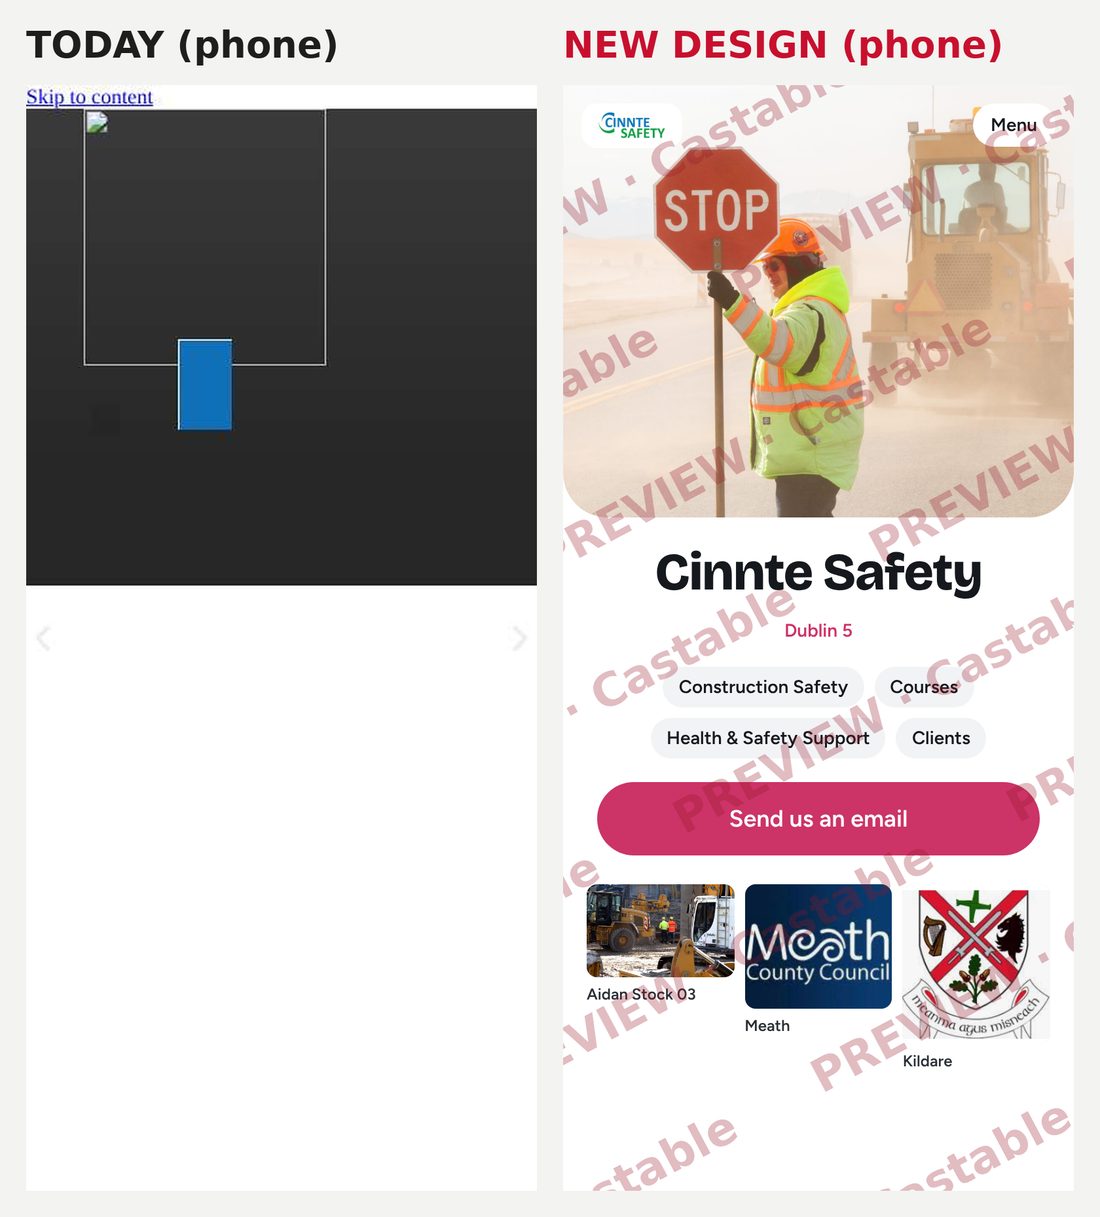 TODAY (phone)
Skip to content
NEW DESIGN (phone)
CINNTE
SAFETY
Menu
STOP
Cinnte Safety
Dublin 5
Construction Safety
Courses
Health & Safety Support
Clients
Send us an email
Aidan Stock 03
Meath
County Council
Meath
meanma agus misneach
Kildare
PREVIEW . Castable